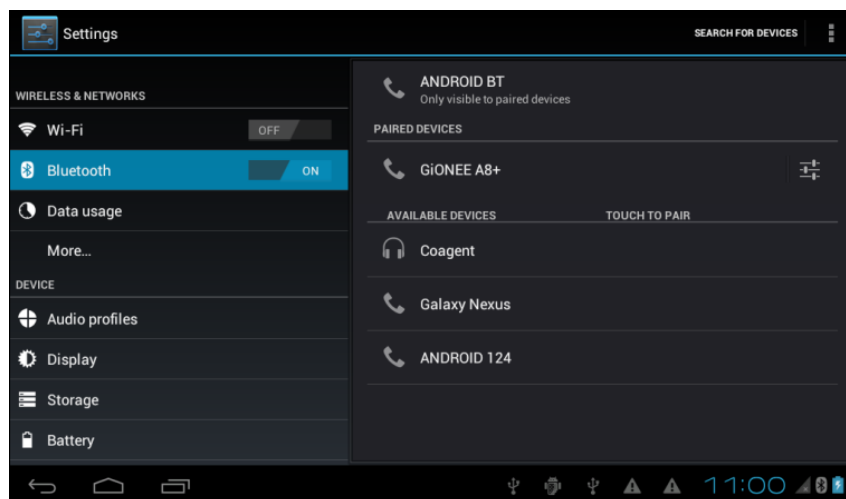 Settings
SEARCH FOR DEVICES
WIRELESS & NETWORKS
Wi-Fi
OFF
Bluetooth
ON
Data usage
More...
DEVICE
Audio profiles
Display
Storage
Battery
ANDROID BT
Only visible to paired devices
PAIRED DEVICES
GiONEE A8+
AVAILABLE DEVICES
TOUCH TO PAIR
Coagent
Galaxy Nexus
ANDROID 124
11:00